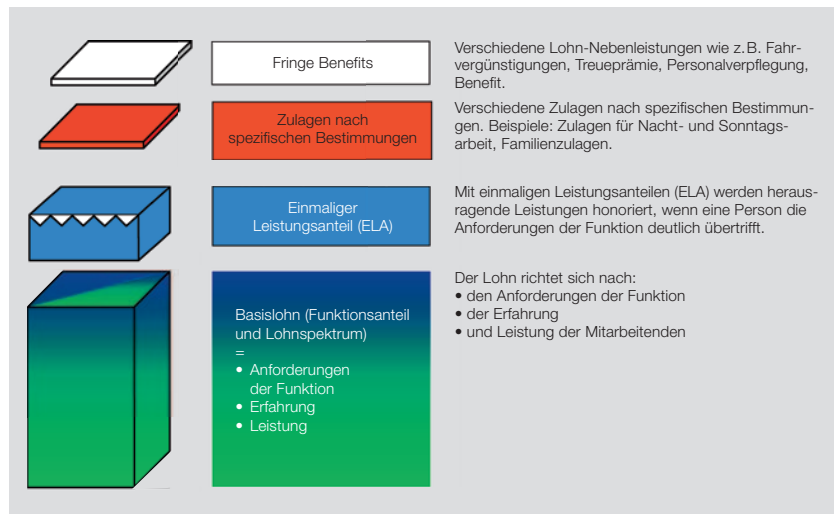 Fringe Benefits
Verschiedene Lohn-Nebenleistungen wie z.B. Fahr-
vergünstigungen, Treueprämie, Personalverpflegung,
Benefit.
Zulagen nach
spezifischen Bestimmungen
Verschiedene Zulagen nach spezifischen Bestimmun-
gen. Beispiele: Zulagen für Nacht- und Sonntags-
arbeit, Familienzulagen.
Einmaliger
Leistungsanteil (ELA)
Mit einmaligen Leistungsanteilen (ELA) werden heraus-
ragende Leistungen honoriert, wenn eine Person die
Anforderungen der Funktion deutlich übertrifft.
Basislohn (Funktionsanteil
und Lohnspektrum)
=
• Anforderungen
der Funktion
• Erfahrung
• Leistung
Der Lohn richtet sich nach:
• den Anforderungen der Funktion
• der Erfahrung
• und Leistung der Mitarbeitenden